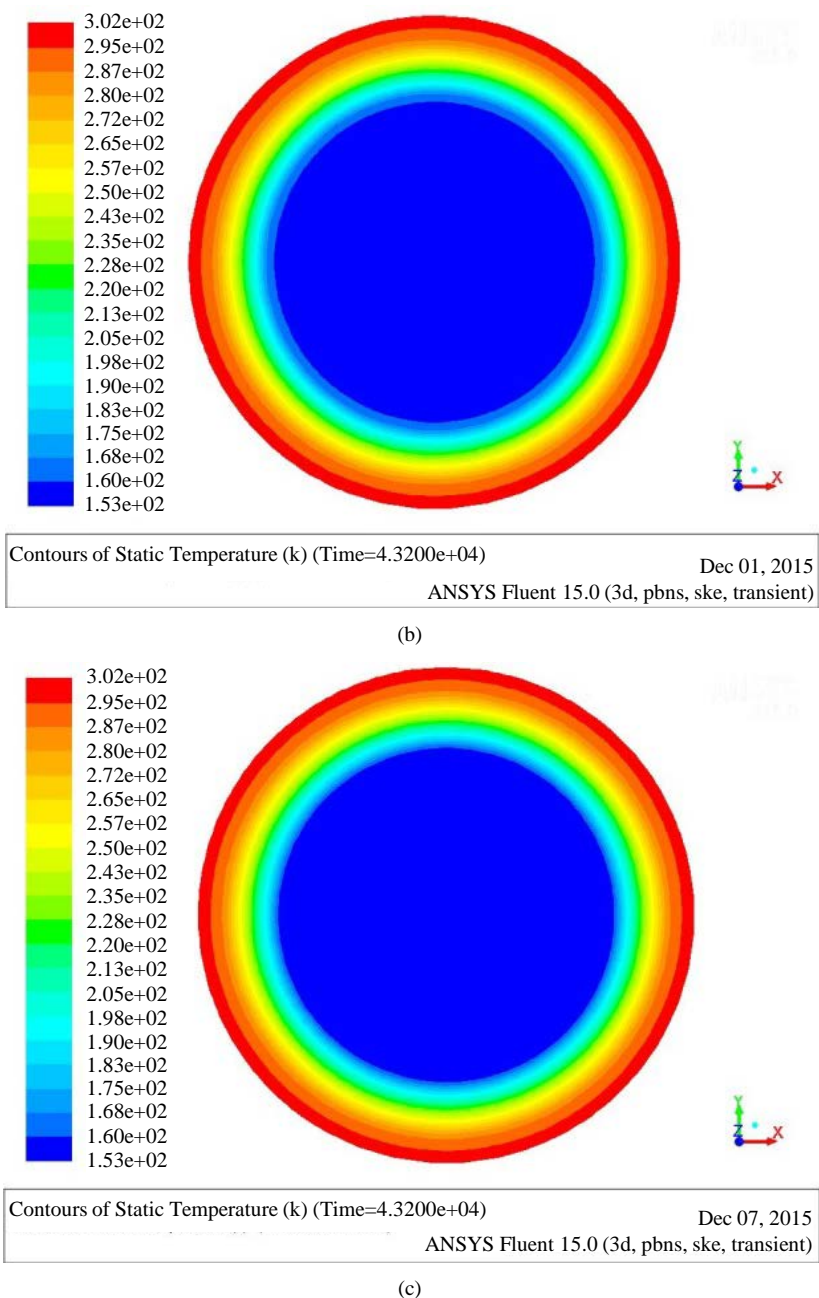 3.02e+02
2.95e+02
2.87e+02
2.80e+02
2.72e+02
2.65e+02
2.57e+02
2.50e+02
2.43e+02
2.35e+02
2.28e+02
2.20e+02
2.13e+02
2.05e+02
1.98e+02
1.90e+02
1.83e+02
1.75e+02
1.68e+02
1.60e+02
1.53e+02
Y
Z X
Contours of Static Temperature (k) (Time=4.3200e+04)
Dec 01, 2015
ANSYS Fluent 15.0 (3d, pbns, ske, transient)
(b)
3.02e+02
2.95e+02
2.87e+02
2.80e+02
2.72e+02
2.65e+02
2.57e+02
2.50e+02
2.43e+02
2.35e+02
2.28e+02
2.20e+02
2.13e+02
2.05e+02
1.98e+02
1.90e+02
1.83e+02
1.75e+02
1.68e+02
1.60e+02
1.53e+02
Y
Z X
Contours of Static Temperature (k) (Time=4.3200e+04)
Dec 07, 2015
ANSYS Fluent 15.0 (3d, pbns, ske, transient)
(c)